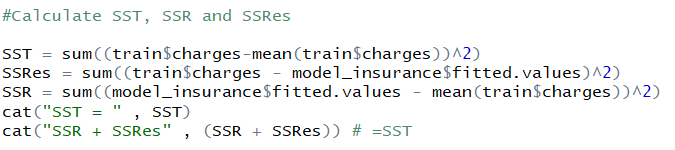 #Calculate SST, SSR and SSRes
SST = sum((train$charges-mean(train$charges))^2)
SSRes = sum((train$charges - model_insurance$fitted.values)^2)
SSR = sum((model_insurance$fitted.values - mean(train$charges))^2)
cat("SST = " , SST)
cat("SSR + SSRes" , (SSR + SSRes)) # =SST